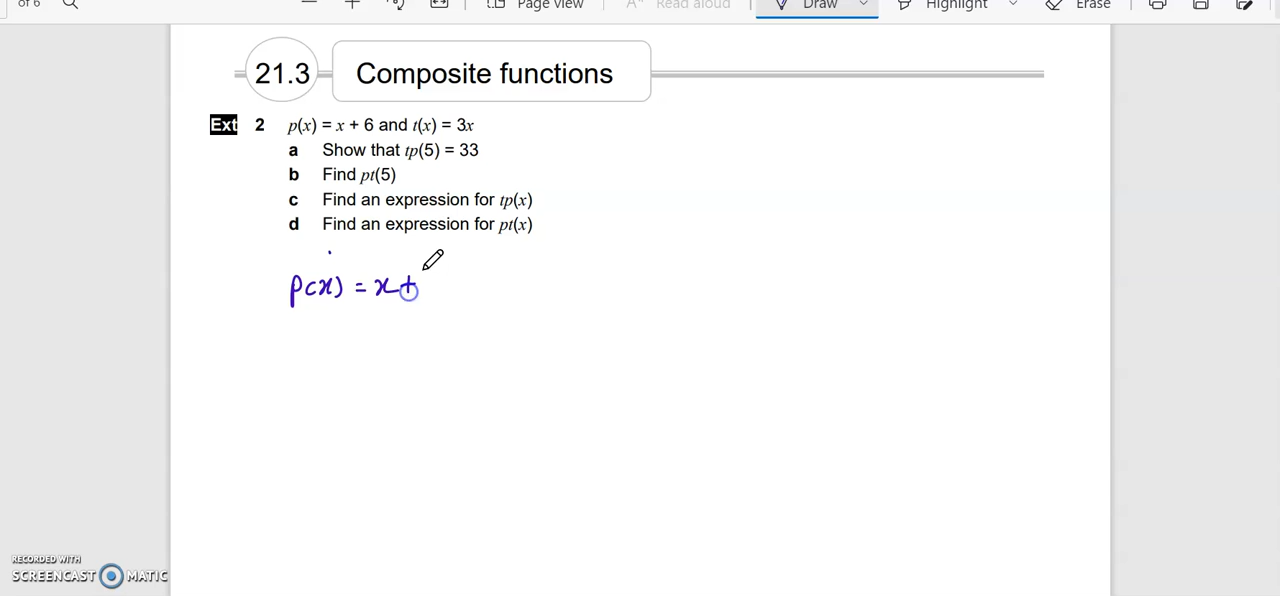 of 6 Page view Read aloud Draw Highlight Erase
21.3 Composite functions
Ext 2 p(x) = x + 6 and t(x) = 3x
a Show that tp(5) = 33
b Find pt(5)
c Find an expression for tp(x)
d Find an expression for pt(x)
p(x) = x +
RECORDED WITH
SCREENCAST MATIC